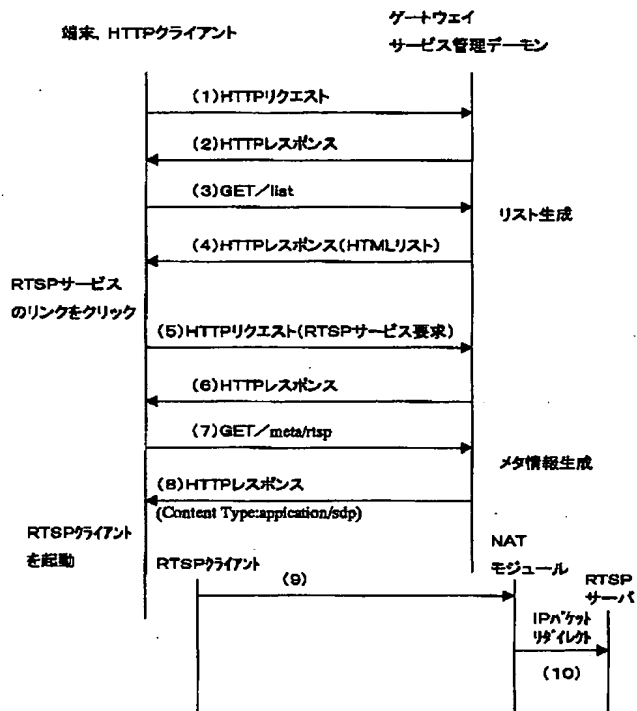 端末、HTTPクライアント
ゲートウェイ
サービス管理デーモン
(1)HTTPリクエスト
(2)HTTPレスポンス
(3)GET／list
リスト生成
(4)HTTPレスポンス(HTMLリスト)
RTSPサービス
のリンクをクリック
(5)HTTPリクエスト(RTSPサービス要求)
(6)HTTPレスポンス
(7)GET／meta/rtsp
メタ情報生成
(8)HTTPレスポンス
(Content Type:appication/sdp)
RTSPクライアント
を起動
RTSPクライアント
(9)
NAT
モジュール
RTSP
サーバ
IPパケット
リダイレクト
(10)